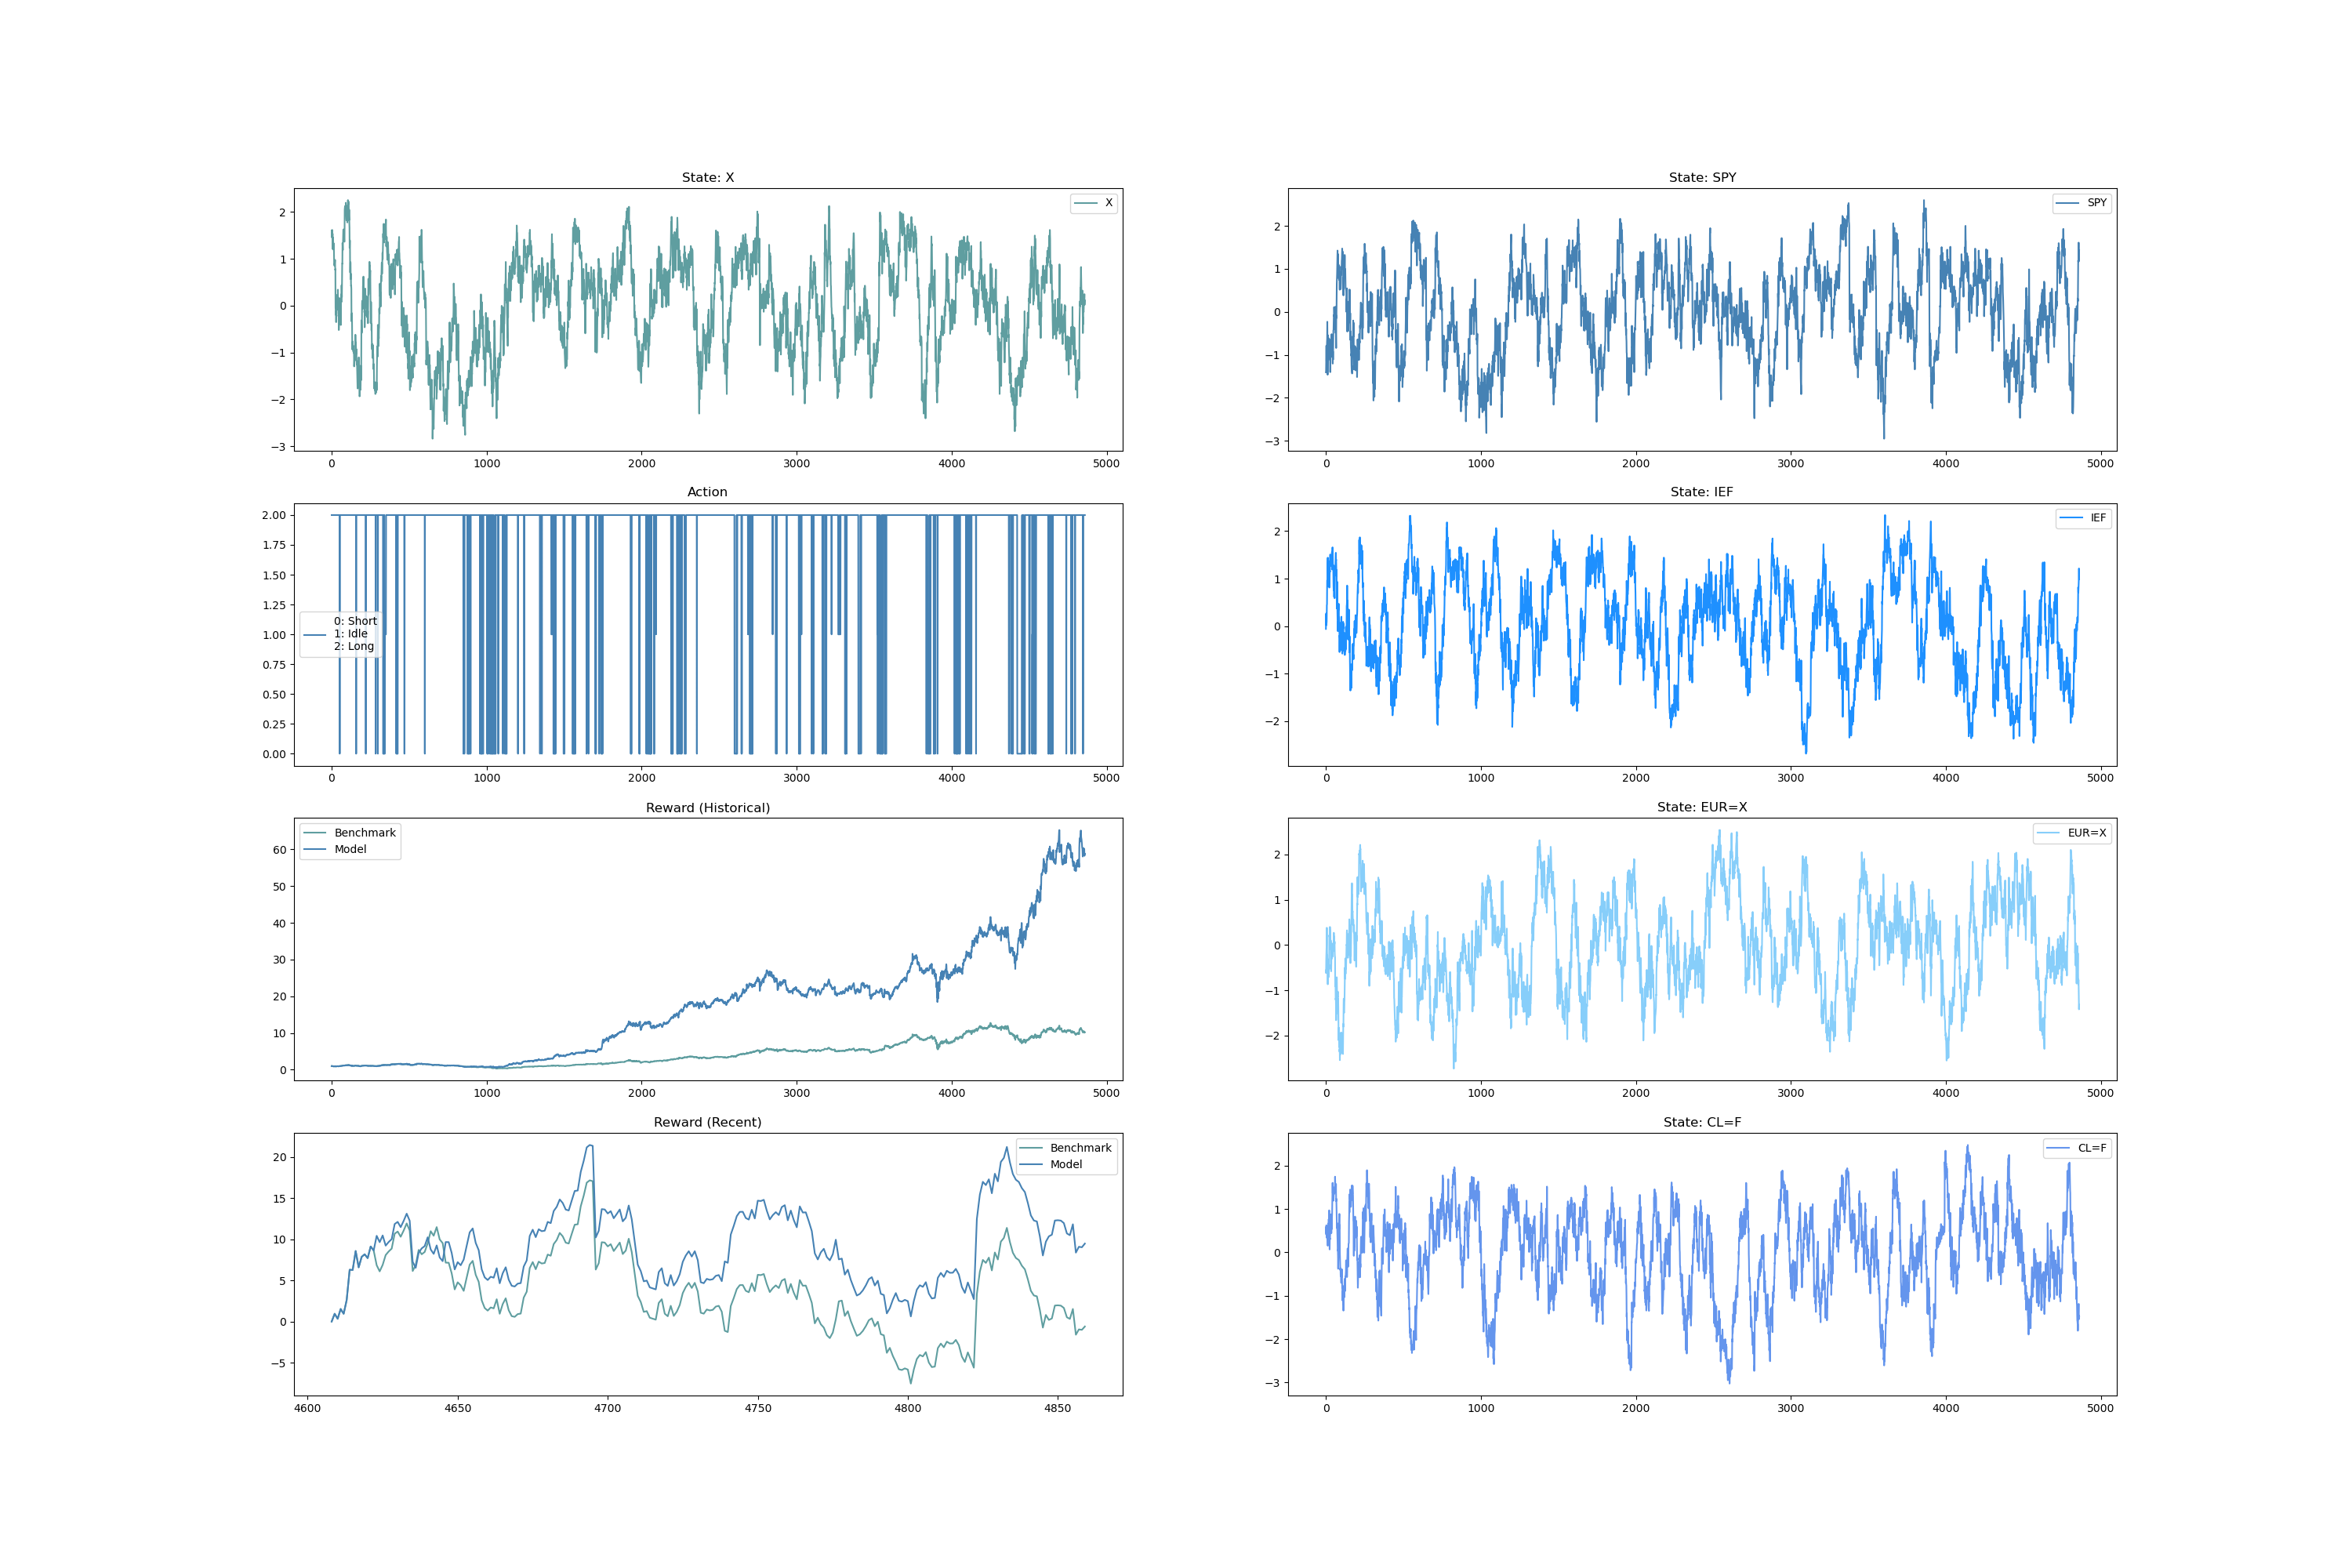 State: X
X
2
1
0
−1
−2
−3
0 1000 2000 3000 4000 5000
State: SPY
SPY
2
1
0
−1
−2
−3
0 1000 2000 3000 4000 5000
Action
2.00
1.75
1.50
1.25
1.00
0.75
0.50
0.25
0.00
0: Short
1: Idle
2: Long
0 1000 2000 3000 4000 5000
State: IEF
IEF
2
1
0
−1
−2
0 1000 2000 3000 4000 5000
Reward (Historical)
Benchmark
Model
60
50
40
30
20
10
0
0 1000 2000 3000 4000 5000
State: EUR=X
EUR=X
2
1
0
−1
−2
0 1000 2000 3000 4000 5000
Reward (Recent)
Benchmark
Model
20
15
10
5
0
−5
4600 4650 4700 4750 4800 4850
State: CL=F
CL=F
2
1
0
−1
−2
−3
0 1000 2000 3000 4000 5000